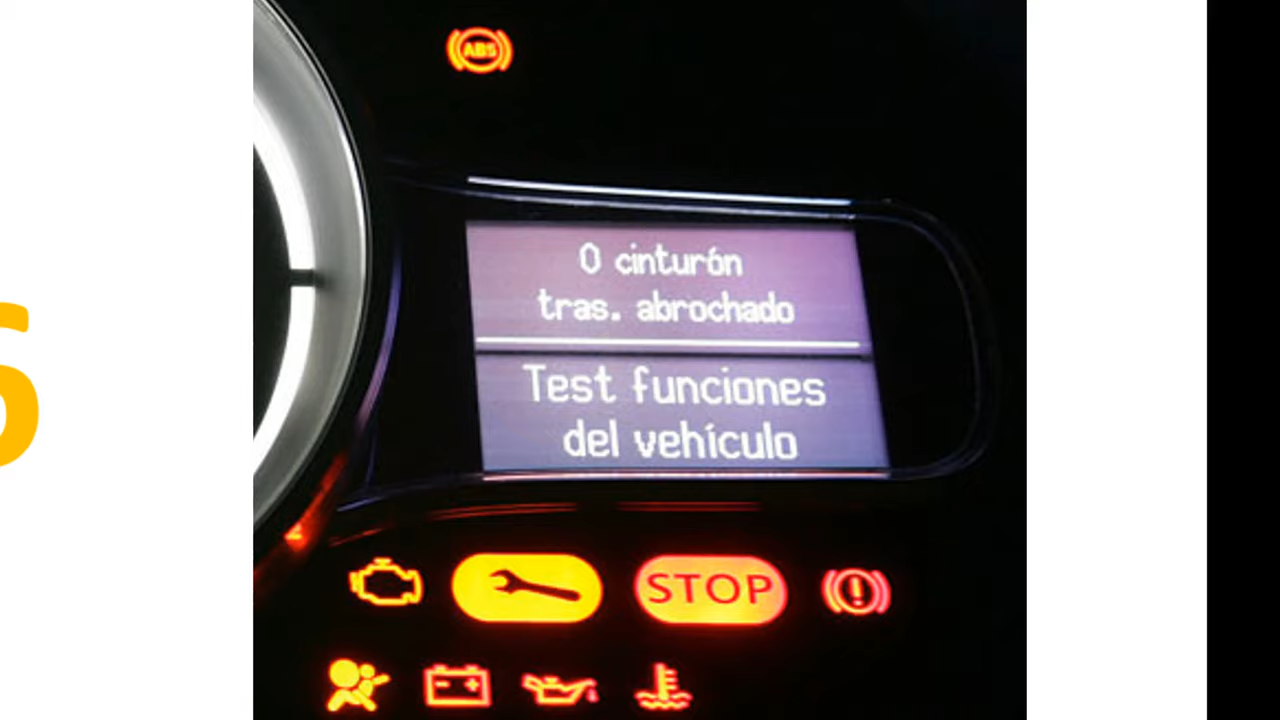 ABS
0 cinturón
tras. abrochado
Test funciones
del vehículo
STOP